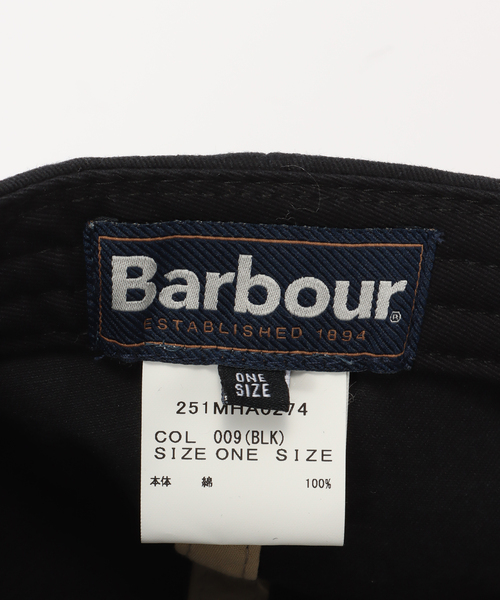 Barbour®
ESTABLISHED 1894
ONE
SIZE
251MHA0274
COL 009(BLK)
SIZE ONE SIZE
本体 綿 100%